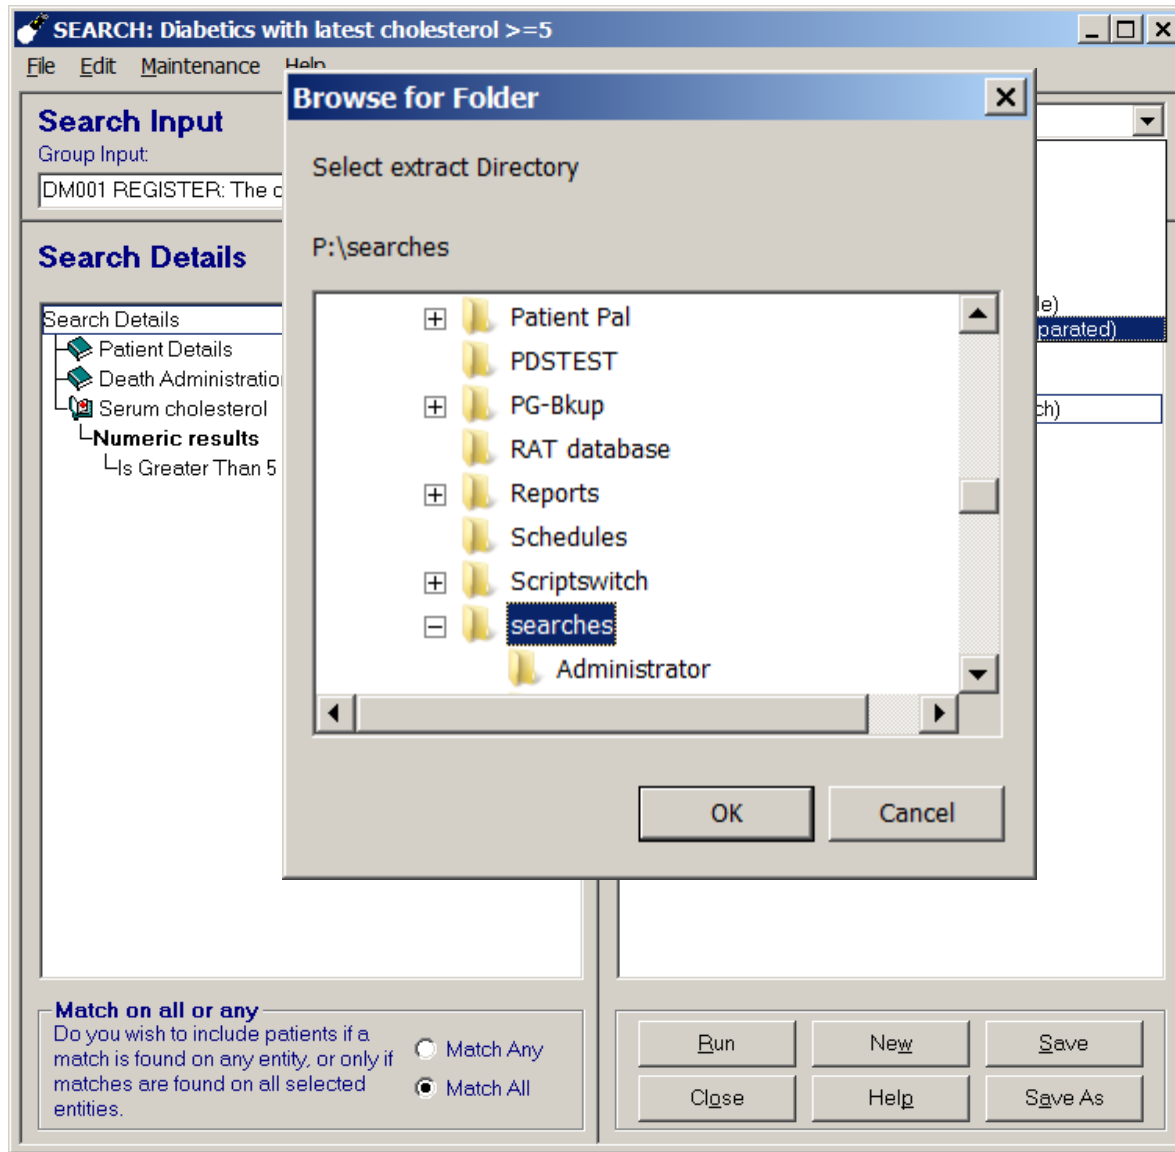 SEARCH: Diabetics with latest cholesterol >=5
File Edit Maintenance Help
Browse for Folder
Search Input
Group Input:
DM001 REGISTER: The
Select extract Directory
P:\searches
Search Details
Search Details
Patient Details
Death Administratio
Serum cholesterol
Numeric results
Is Greater Than 5
Patient Pal
PDSTEST
PG-Bkup
RAT database
Reports
Schedules
Scriptswitch
searches
Administrator
le)
parated)
ch)
OK Cancel
Match on all or any
Do you wish to include patients if a
match is found on any entity, or only if
matches are found on all selected
entities.
Match Any
Match All
Run New Save
Close Help Save As